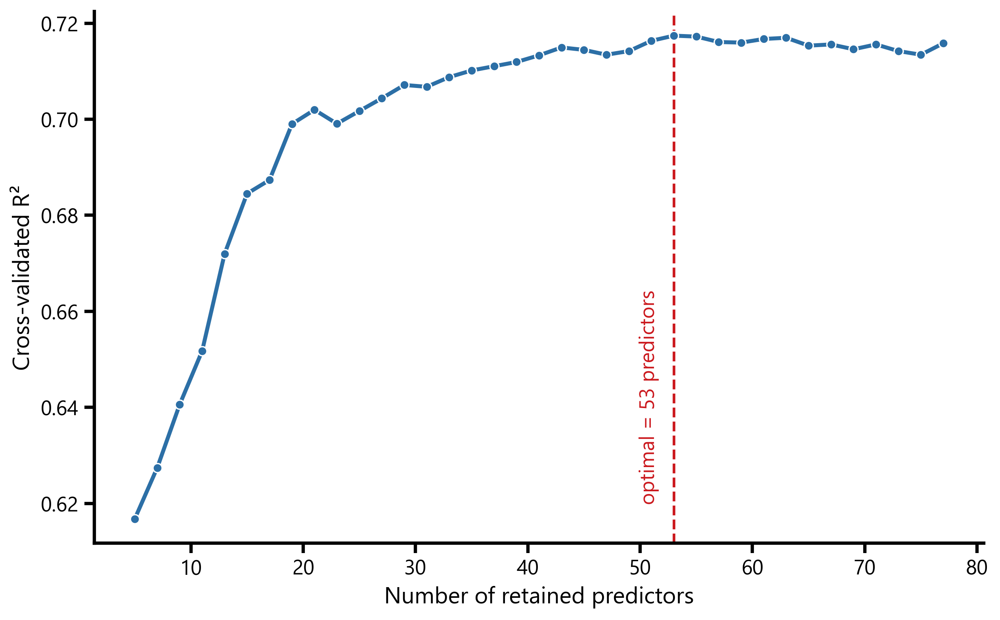 0.72
0.70
0.68
0.66
0.64
0.62
Cross-validated R²
optimal = 53 predictors
10 20 30 40 50 60 70 80
Number of retained predictors